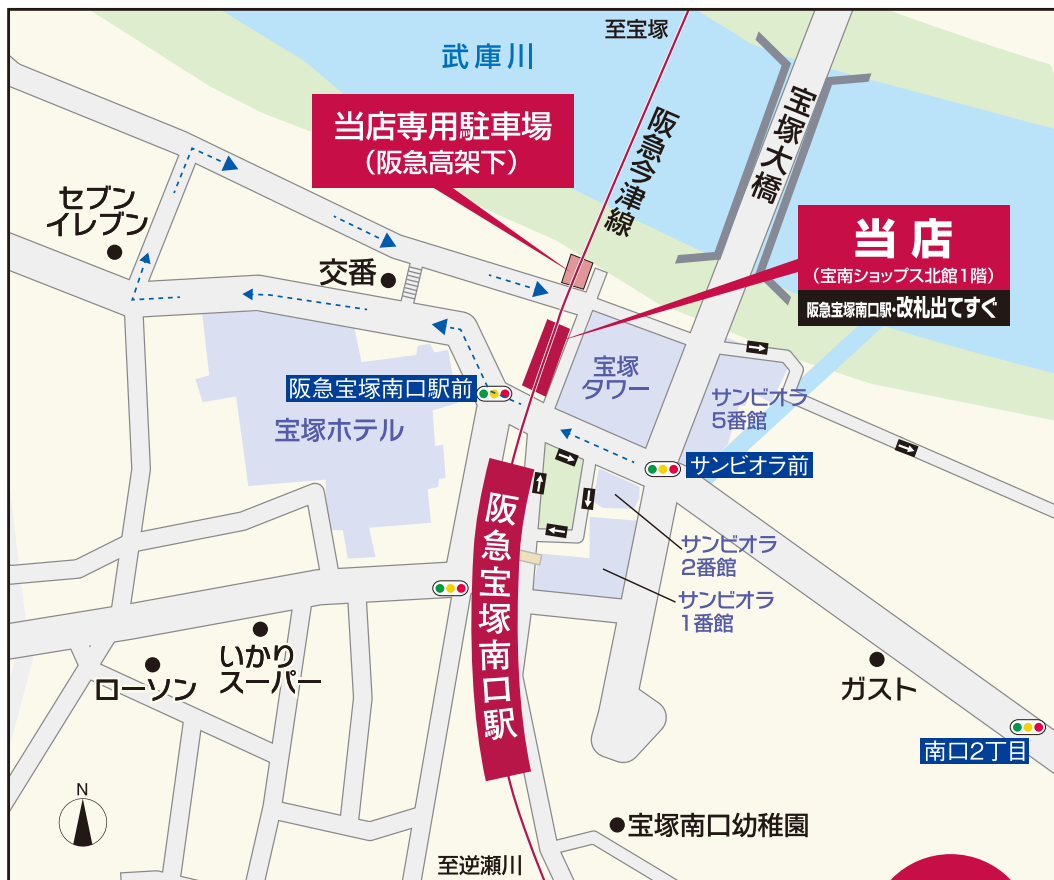 至宝塚
武庫川
宝塚大橋
当店専用駐車場
(阪急高架下)
阪急今津線
セブン
イレブン
当店
(宝南ショップス北館1階)
阪急宝塚南口駅・改札出てすぐ
交番
宝塚
タワー
阪急宝塚南口駅前
サンビオラ
5番館
宝塚ホテル
サンビオラ前
阪急宝塚南口駅
サンビオラ
2番館
サンビオラ
1番館
いかり
スーパー
ローソン
ガスト
南口2丁目
N
宝塚南口幼稚園
至逆瀬川